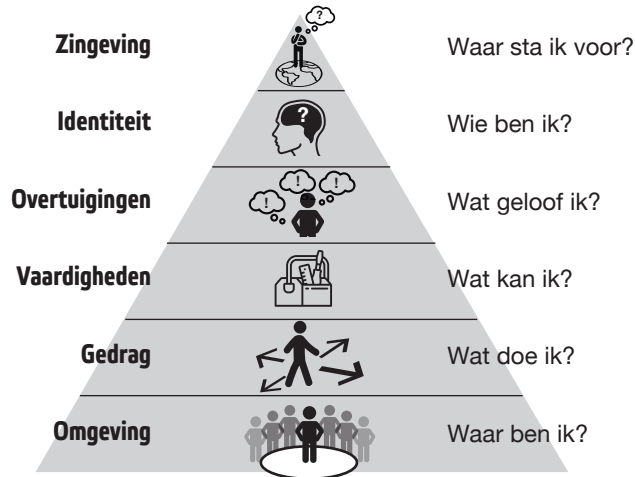 Zingeving Waar sta ik voor?
?
Identiteit Wie ben ik?
?
Overtuigingen Wat geloof ik?
! ! !
Vaardigheden Wat kan ik?
Gedrag Wat doe ik?
Omgeving Waar ben ik?